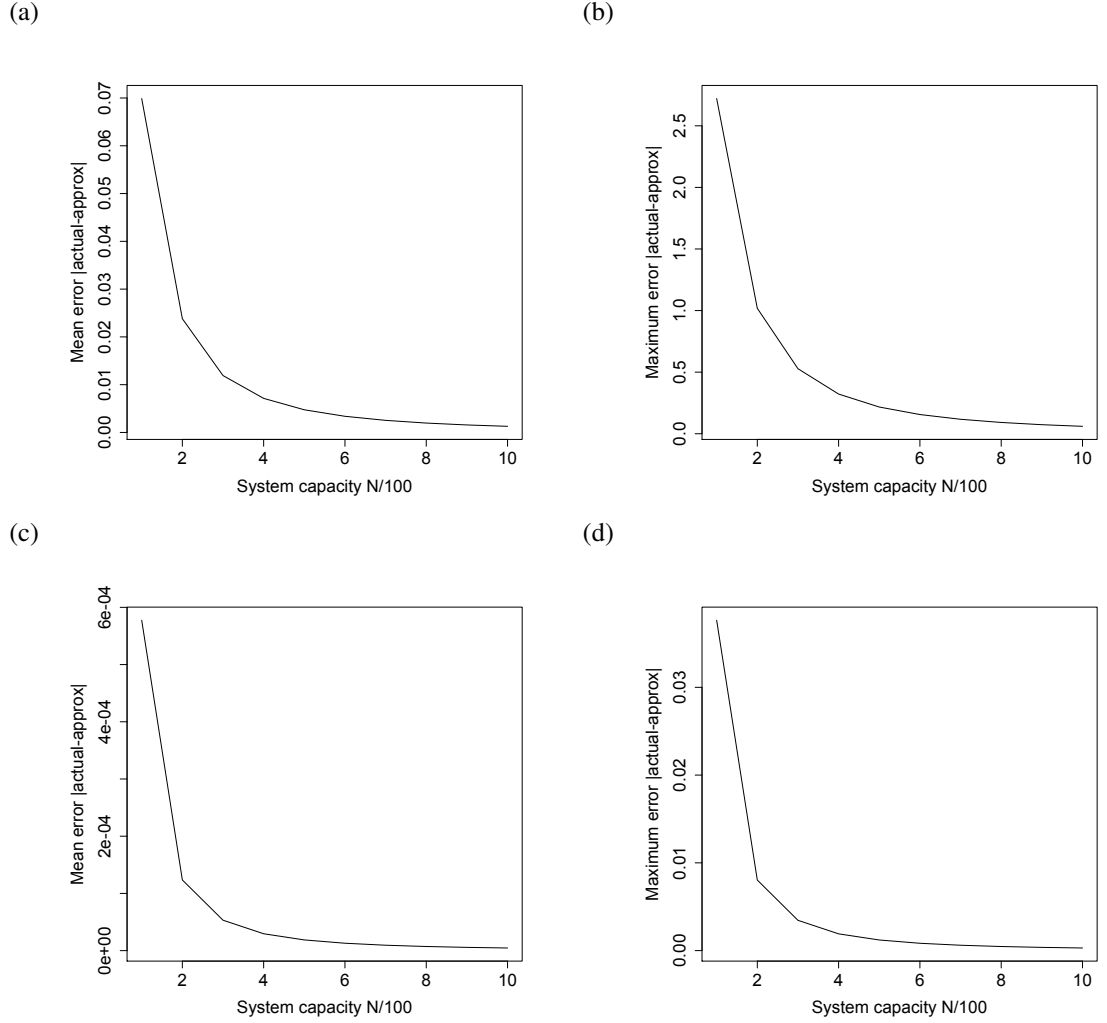 (a)
Mean error |actual-approx|
0.00 0.01 0.02 0.03 0.04 0.05 0.06 0.07
2 4 6 8 10
System capacity N/100
(b)
Maximum error |actual-approx|
0.0 0.5 1.0 1.5 2.0 2.5
2 4 6 8 10
System capacity N/100
(c)
Mean error |actual-approx|
0e+00 2e-04 4e-04 6e-04
2 4 6 8 10
System capacity N/100
(d)
Maximum error |actual-approx|
0.00 0.01 0.02 0.03
2 4 6 8 10
System capacity N/100